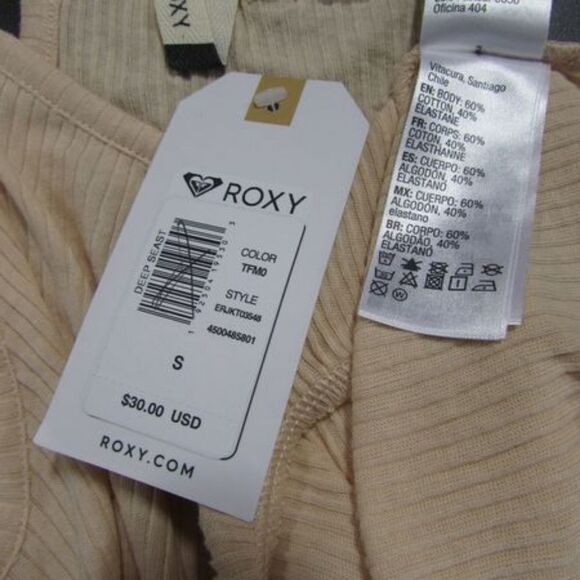 ROXY
DEEP SEAST
COLOR
TFM0
STYLE
ERJKT03548
4500485801
S
$30.00 USD
ROXY.COM
Oficina 404
Vitacura, Santiago
Chile
EN: BODY: 60%
COTTON, 40%
ELASTANE
FR: CORPS: 60%
COTON, 40%
ELASTHANNE
ES: CUERPO: 60%
ALGODÓN, 40%
ELASTANO
MX: CUERPO: 60%
ALGODÓN, 40%
elastano
BR: CORPO: 60%
ALGODÃO, 40%
ELASTANO